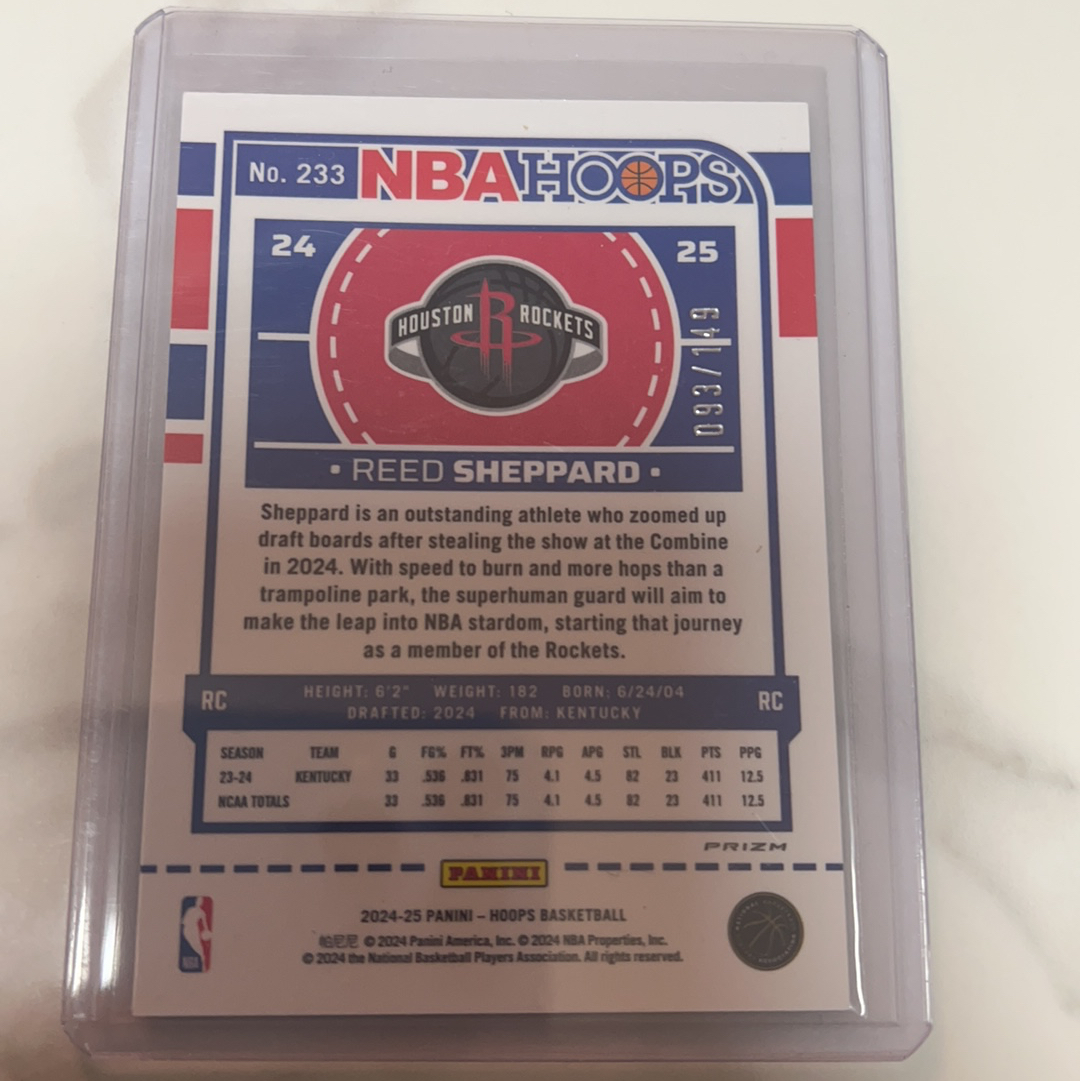 No. 233 NBA HOOPS
24 25
HOUSTON R ROCKETS
093/149
• REED SHEPPARD •
Sheppard is an outstanding athlete who zoomed up
draft boards after stealing the show at the Combine
in 2024. With speed to burn and more hops than a
trampoline park, the superhuman guard will aim to
make the leap into NBA stardom, starting that journey
as a member of the Rockets.
RC HEIGHT: 6'2" WEIGHT: 182 BORN: 6/24/04 RC
DRAFTED: 2024 FROM: KENTUCKY
SEASON TEAM G FG% FT% 3PM RPG APG STL BLK PTS PPG
23-24 KENTUCKY 33 .536 .831 75 4.1 4.5 82 23 411 12.5
NCAA TOTALS 33 .536 .831 75 4.1 4.5 82 23 411 12.5
PRIZM
PANINI
2024-25 PANINI – HOOPS BASKETBALL
帕尼尼 © 2024 Panini America, Inc. © 2024 NBA Properties, Inc.
© 2024 the National Basketball Players Association. All rights reserved.
NBA